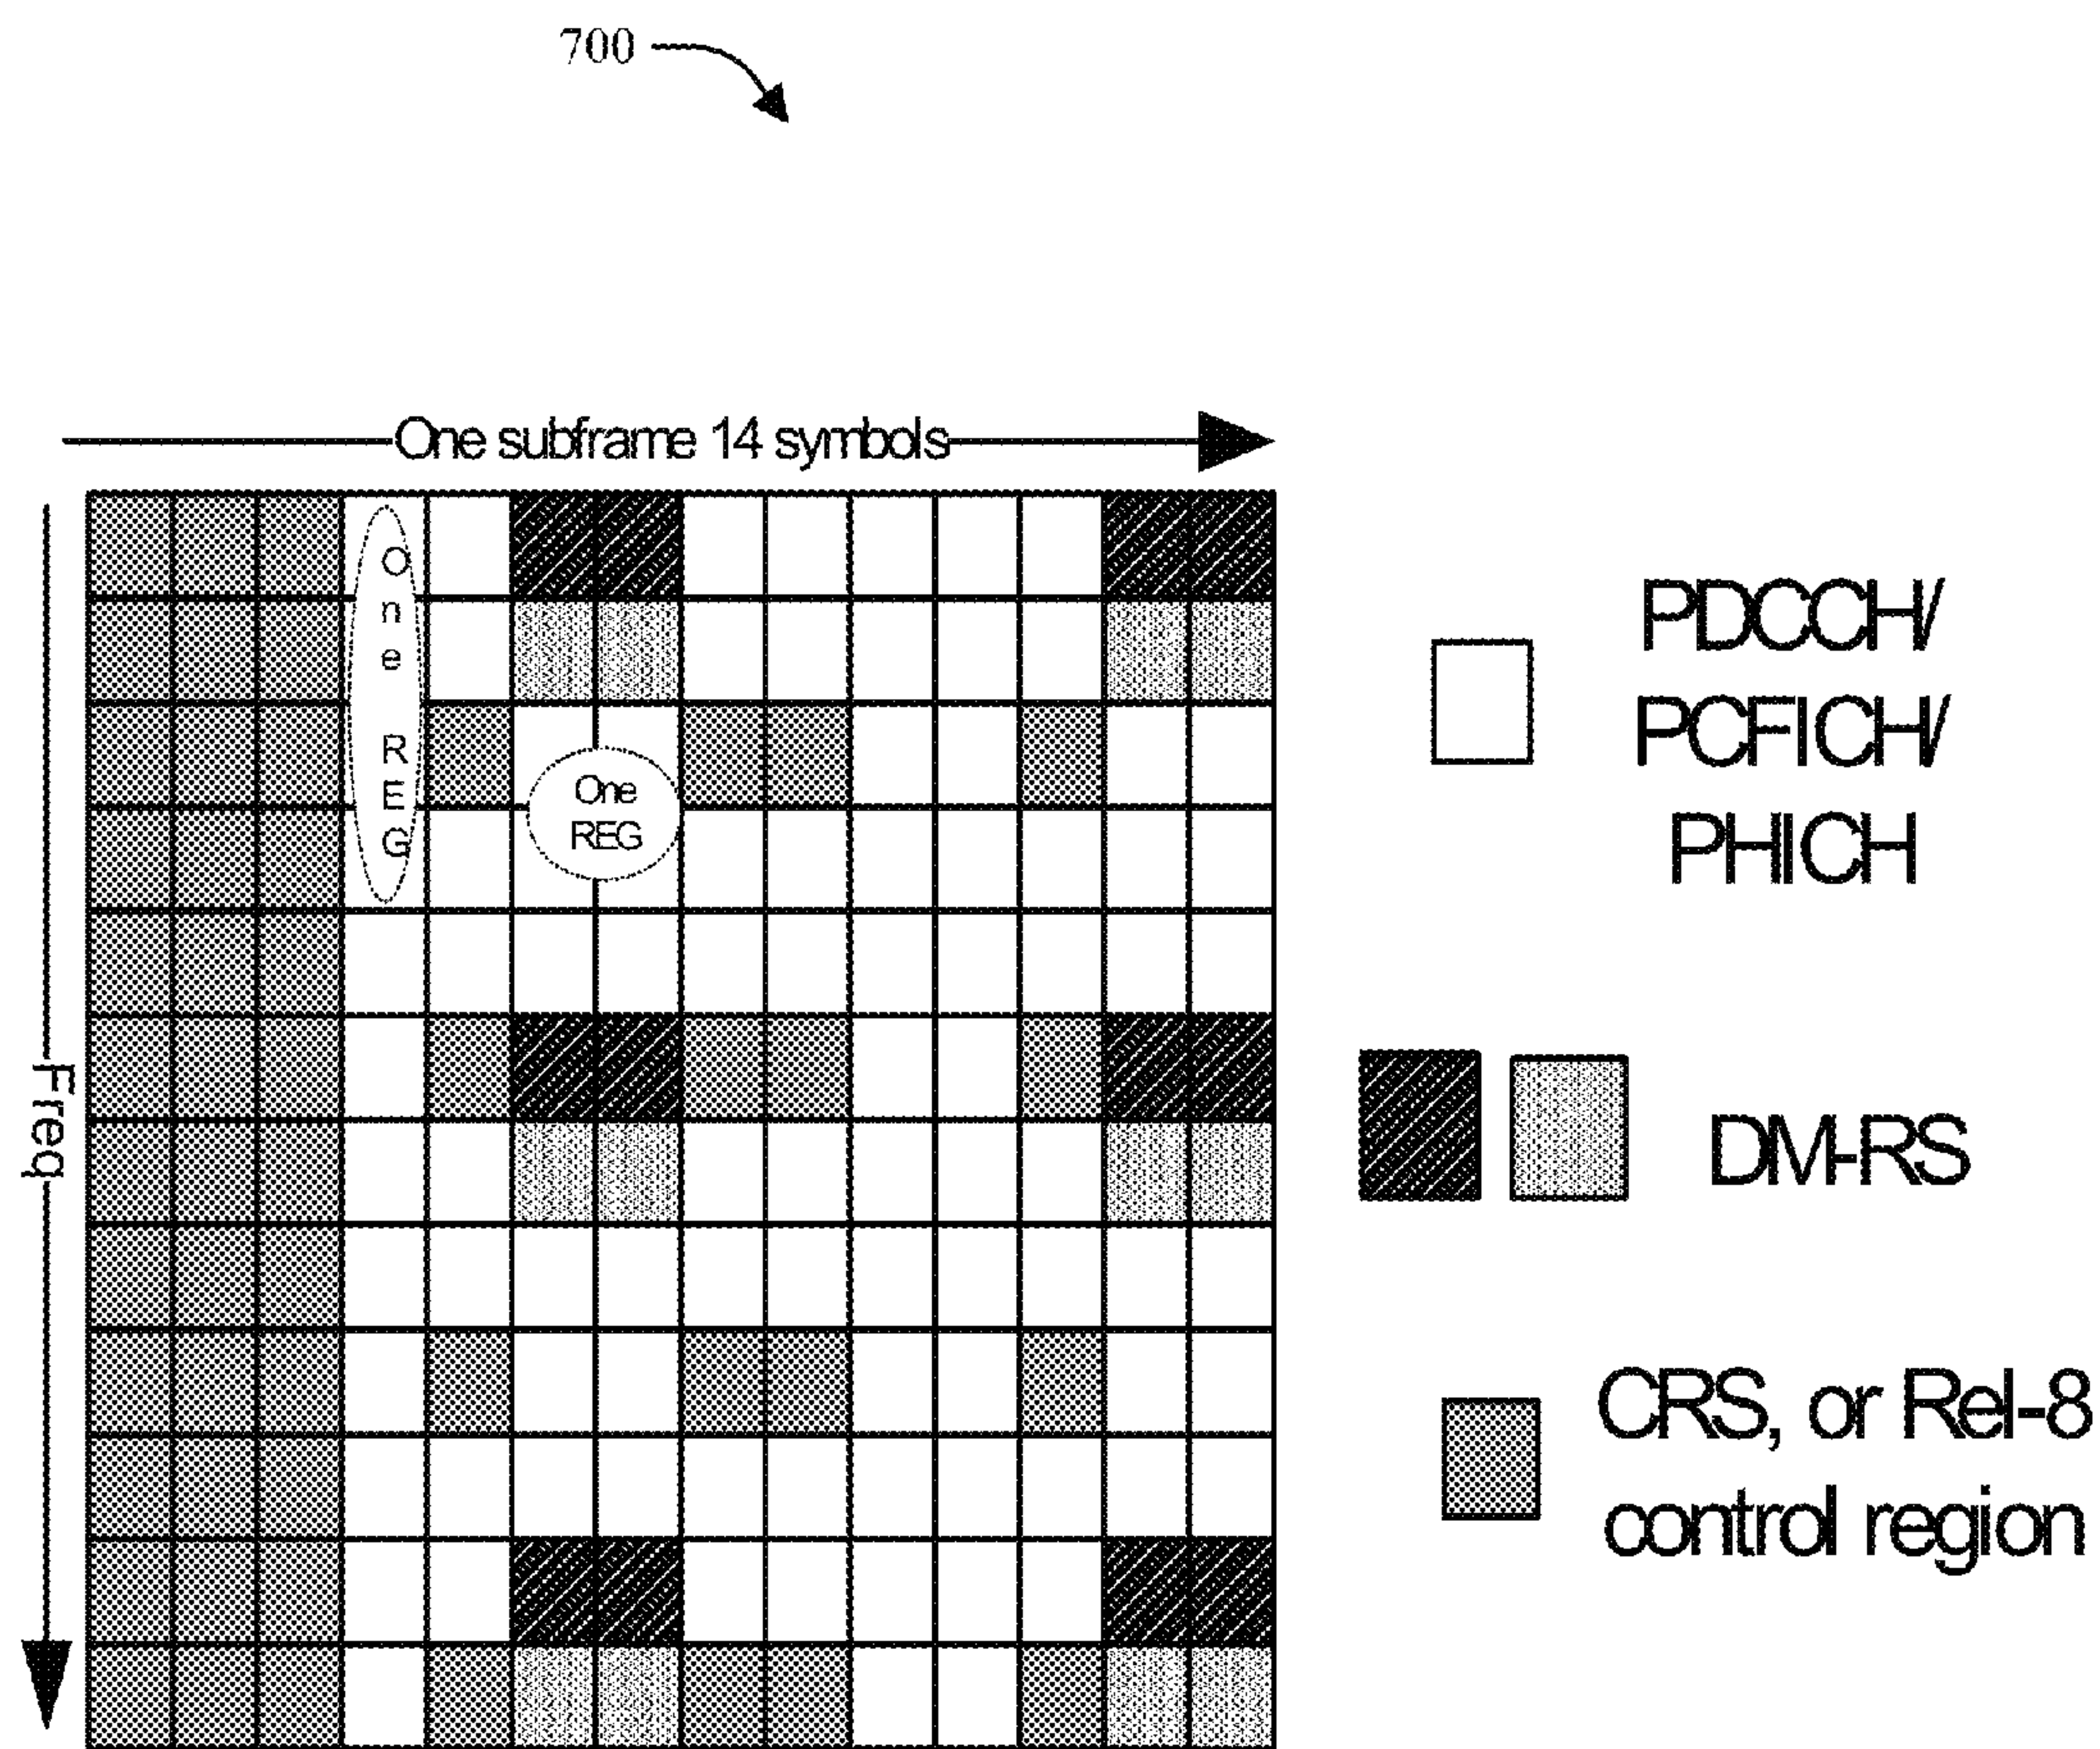 700
One subframe 14 symbols
Freq
One REG
One
REG
PDCCH/
PCFICH/
PHICH
DM-RS
CRS, or Rel-8
control region